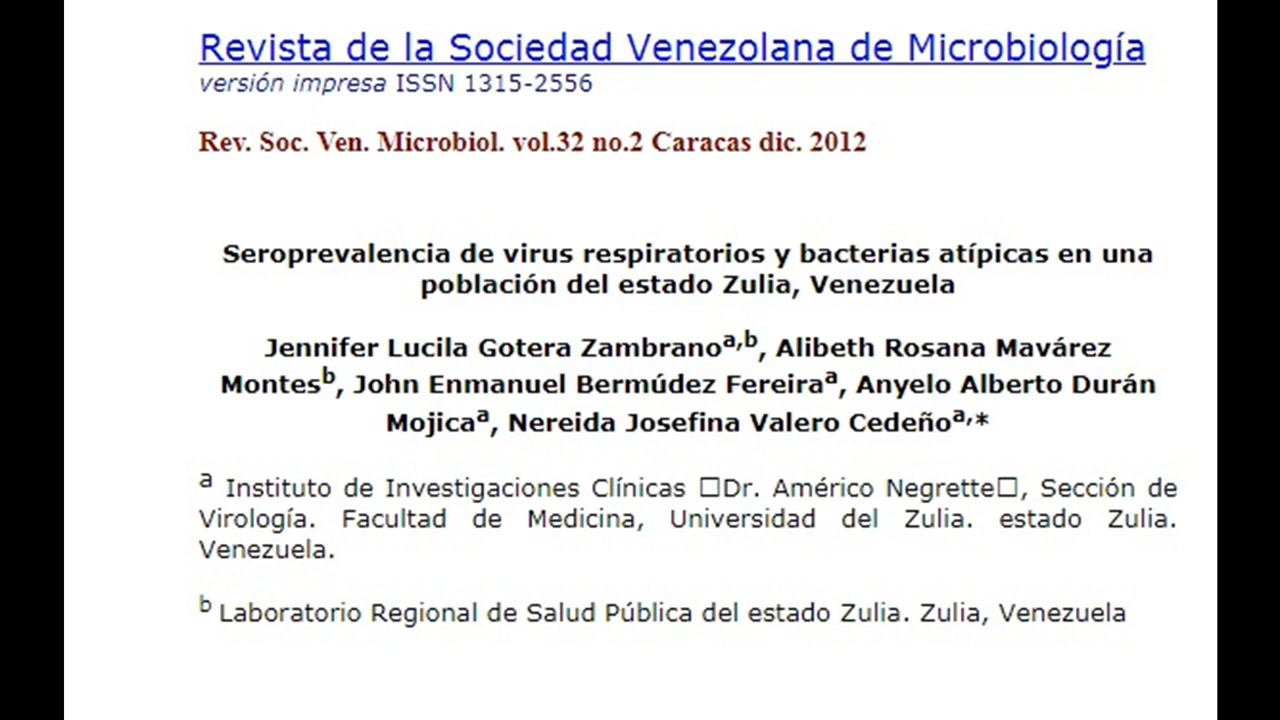 Revista de la Sociedad Venezolana de Microbiología
versión impresa ISSN 1315-2556
Rev. Soc. Ven. Microbiol. vol.32 no.2 Caracas dic. 2012
Seroprevalencia de virus respiratorios y bacterias atípicas en una
población del estado Zulia, Venezuela
Jennifer Lucila Gotera Zambranoa,b, Alibeth Rosana Mavárez
Montesb, John Enmanuel Bermúdez Fereiraa, Anyelo Alberto Durán
Mojicaa, Nereida Josefina Valero Cedeñoa,*
a Instituto de Investigaciones Clínicas □Dr. Américo Negrette□, Sección de
Virología. Facultad de Medicina, Universidad del Zulia. estado Zulia.
Venezuela.
b Laboratorio Regional de Salud Pública del estado Zulia. Zulia, Venezuela